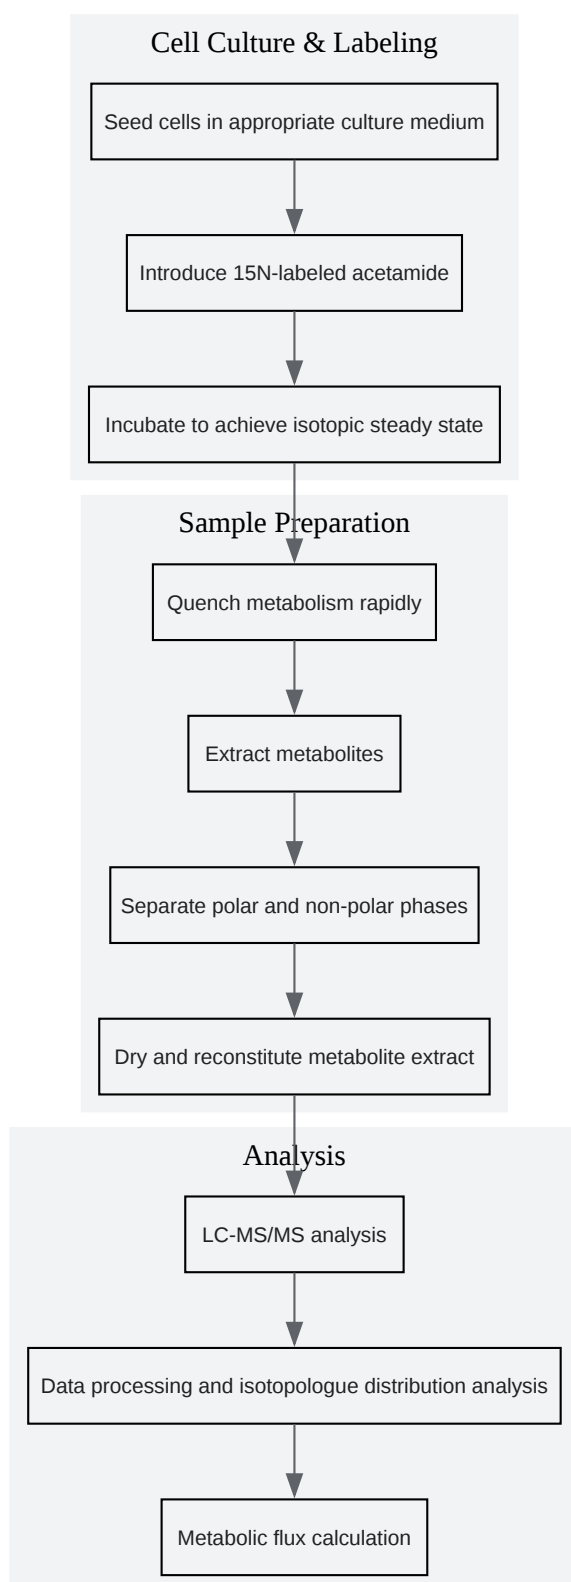 Cell Culture & Labeling
Seed cells in appropriate culture medium
Introduce 15N-labeled acetamide
Incubate to achieve isotopic steady state
Sample Preparation
Quench metabolism rapidly
Extract metabolites
Separate polar and non-polar phases
Dry and reconstitute metabolite extract
Analysis
LC-MS/MS analysis
Data processing and isotopologue distribution analysis
Metabolic flux calculation